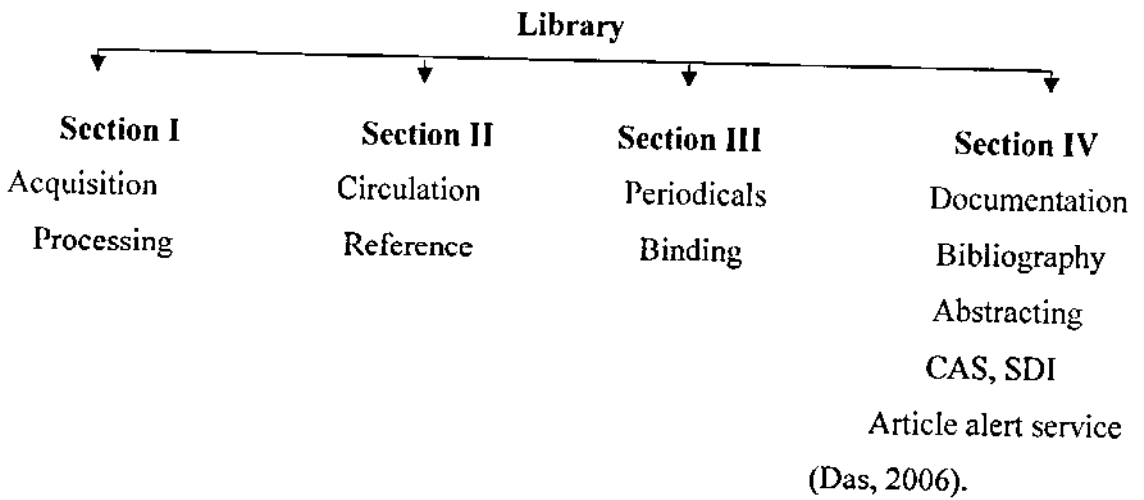 Library
Section I Section II Section III Section IV
Acquisition Circulation Periodicals Documentation
Processing Reference Binding Bibliography
Abstracting
CAS, SDI
Article alert service
(Das, 2006).